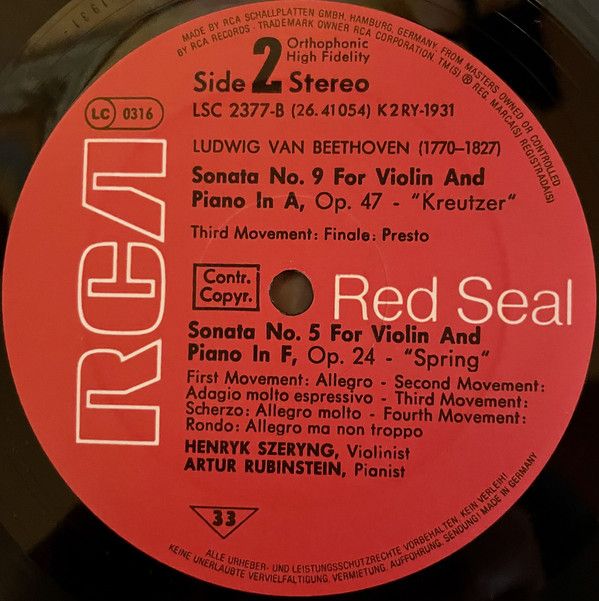 MADE BY RCA SCHALLPLATTEN GMBH, HAMBURG, GERMANY, FROM MASTERS OWNED OR CONTROLLED
BY RCA RECORDS · TRADEMARK OWNER RCA CORPORATION, TM(S) ® REG. MARCA(S) REGISTRADA(S)
Orthophonic
High Fidelity
Side 2 Stereo
LC 0316
LSC 2377-B (26.41054) K2RY-1931
LUDWIG VAN BEETHOVEN (1770–1827)
Sonata No. 9 For Violin And
Piano In A, Op. 47 - "Kreutzer"
Third Movement: Finale: Presto
Contr.
Copyr.
RCA
Red Seal
Sonata No. 5 For Violin And
Piano In F, Op. 24 - "Spring"
First Movement: Allegro - Second Movement:
Adagio molto espressivo - Third Movement:
Scherzo: Allegro molto - Fourth Movement:
Rondo: Allegro ma non troppo
HENRYK SZERYNG, Violinist
ARTUR RUBINSTEIN, Pianist
33
ALLE URHEBER- UND LEISTUNGSSCHUTZRECHTE VORBEHALTEN. KEIN VERLEIH!
KEINE UNERLAUBTE VERVIELFÄLTIGUNG, VERMIETUNG, AUFFÜHRUNG, SENDUNG! MADE IN GERMANY